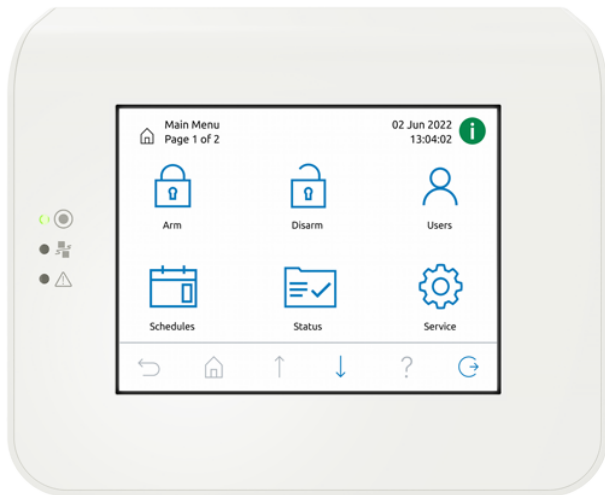 Main Menu
Page 1 of 2
02 Jun 2022
13:04:02
i
Arm
Disarm
Users
Schedules
Status
Service
?